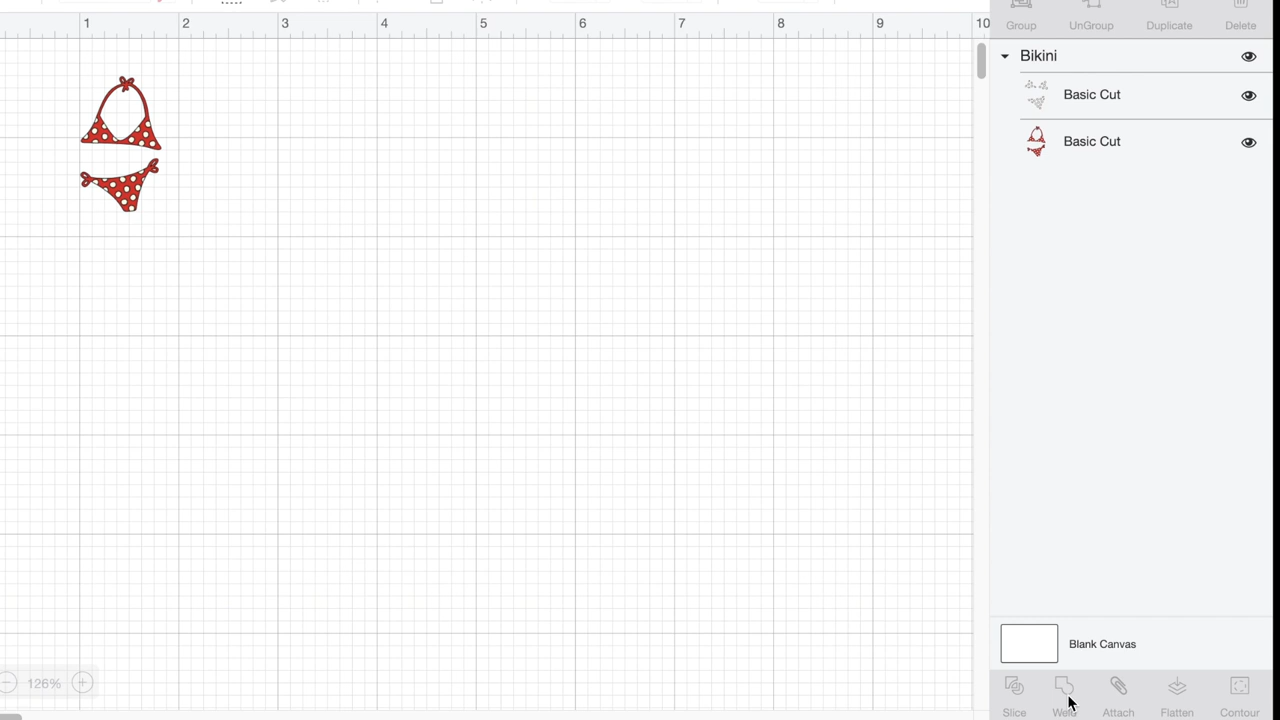 Group UnGroup Duplicate Delete
1 2 3 4 5 6 7 8 9 10
Bikini
Basic Cut
Basic Cut
Blank Canvas
126%
Slice Weld Attach Flatten Contour